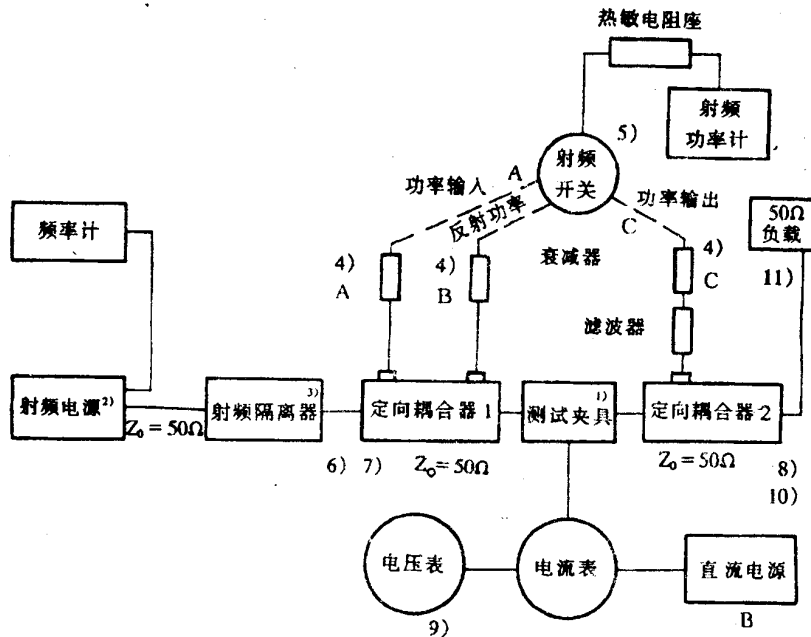 热敏电阻座
射频
功率计
5)
射频
开关
A
功率输入
反射功率
功率输出
C
50Ω
负载
11)
频率计
衰减器
4)
A
4)
B
4)
C
滤波器
射频电源2)
射频隔离器3)
定向耦合器1
测试夹具1)
定向耦合器2
Z₀=50Ω
6) 7)
Z₀=50Ω
Z₀=50Ω
8)
10)
电压表
电流表
直流电源
9)
B